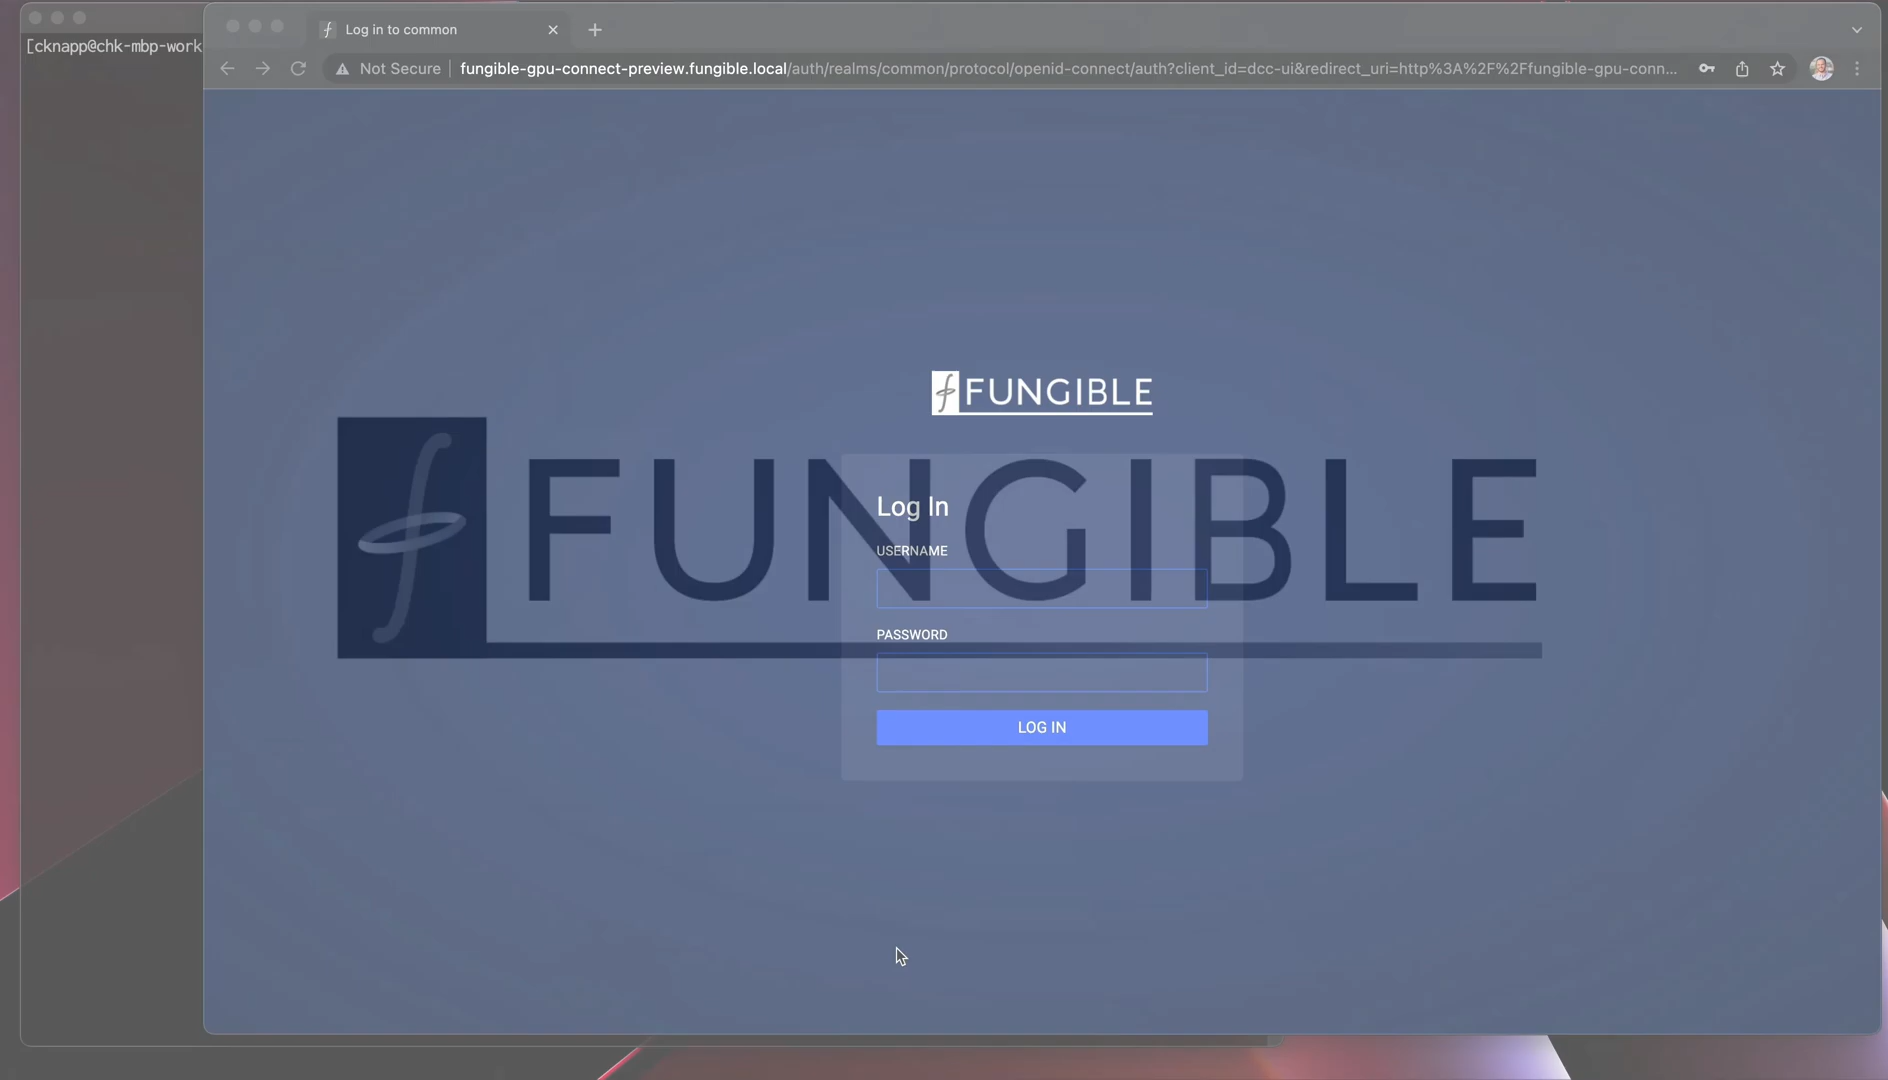 [cknapp@chk-mbp-work
Log in to common
Not Secure
fungible-gpu-connect-preview.fungible.local/auth/realms/common/protocol/openid-connect/auth?client_id=dcc-ui&redirect_uri=http%3A%2F%2Ffungible-gpu-conn...
FUNGIBLE
FUNGIBLE
Log In
USERNAME
PASSWORD
LOG IN